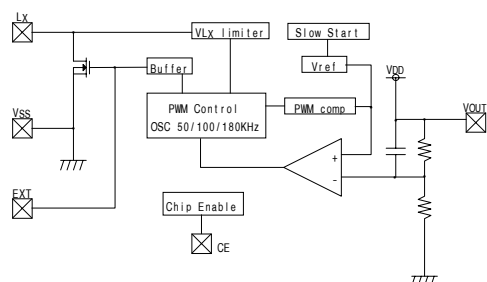 LX
VLX limiter
Slow Start
Buffer
Vref
VDD
VSS
PWM Control
OSC 50/100/180KHz
PWM comp
VOUT
+
-
EXT
Chip Enable
CE